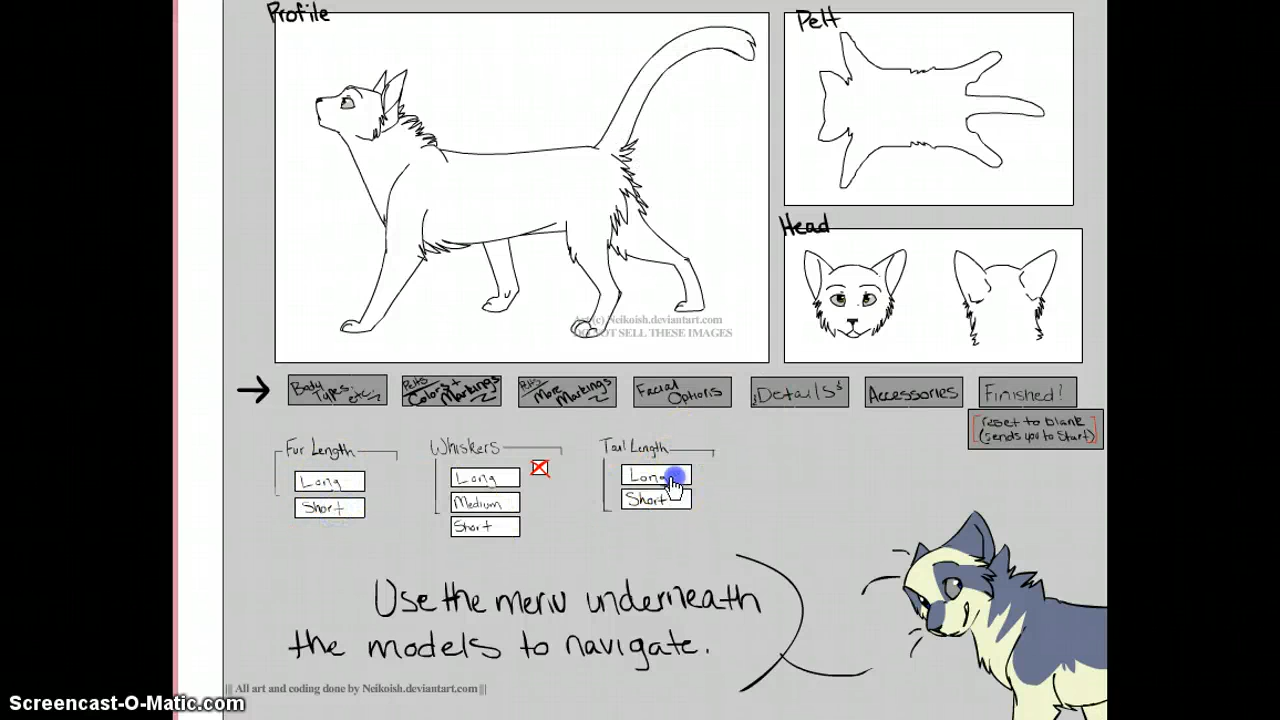 Profile
Pelt
Head
Art (c) Neikoish.deviantart.com
DO NOT SELL THESE IMAGES
Body Types, etc.
Pelts Colors + Markings
Pelts More Markings
Facial Options
Details
Accessories
Finished?
[reset to blank
(sends you to Start)]
Fur Length
Long
Short
Whiskers
Long
Medium
Short
Tail Length
Long
Short
Use the menu underneath
the models to navigate.
||| All art and coding done by Neikoish.deviantart.com |||
Screencast-O-Matic.com